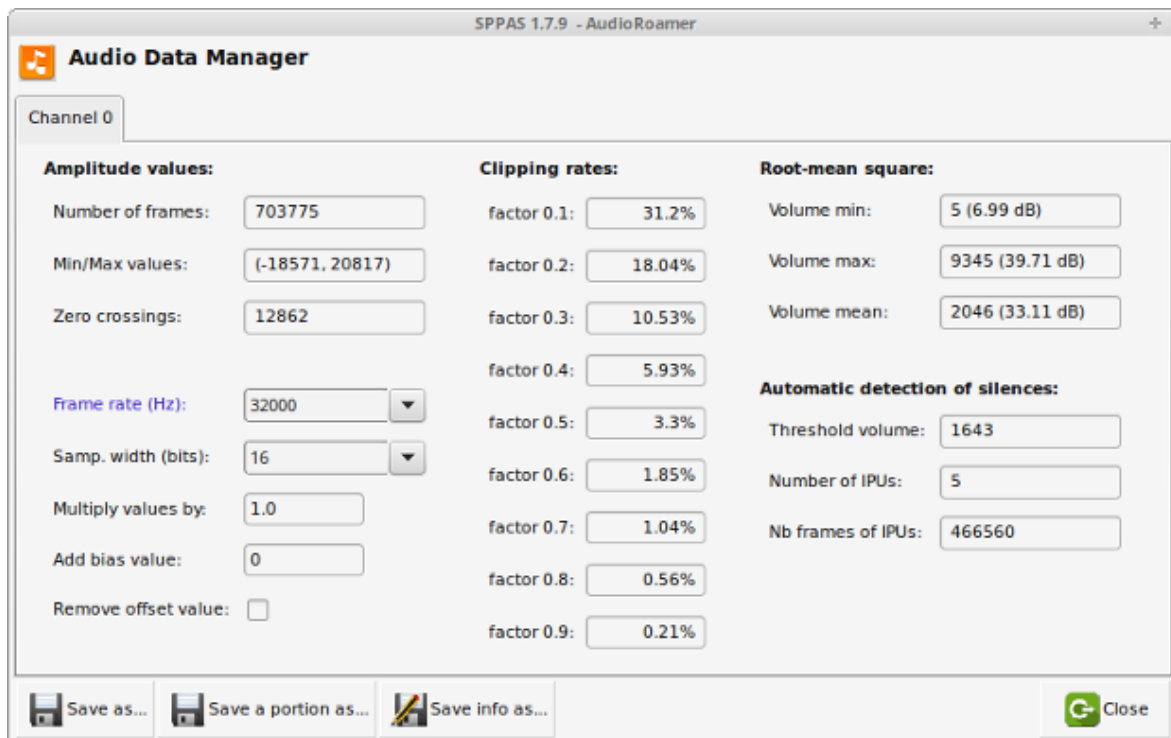 SPPAS 1.7.9 - AudioRoamer
Audio Data Manager
Channel 0
Amplitude values:
Number of frames: 703775
Min/Max values: (-18571, 20817)
Zero crossings: 12862
Frame rate (Hz): 32000
Samp. width (bits): 16
Multiply values by: 1.0
Add bias value: 0
Remove offset value:
Clipping rates:
factor 0.1: 31.2%
factor 0.2: 18.04%
factor 0.3: 10.53%
factor 0.4: 5.93%
factor 0.5: 3.3%
factor 0.6: 1.85%
factor 0.7: 1.04%
factor 0.8: 0.56%
factor 0.9: 0.21%
Root-mean square:
Volume min: 5 (6.99 dB)
Volume max: 9345 (39.71 dB)
Volume mean: 2046 (33.11 dB)
Automatic detection of silences:
Threshold volume: 1643
Number of IPUs: 5
Nb frames of IPUs: 466560
Save as... Save a portion as... Save info as... Close